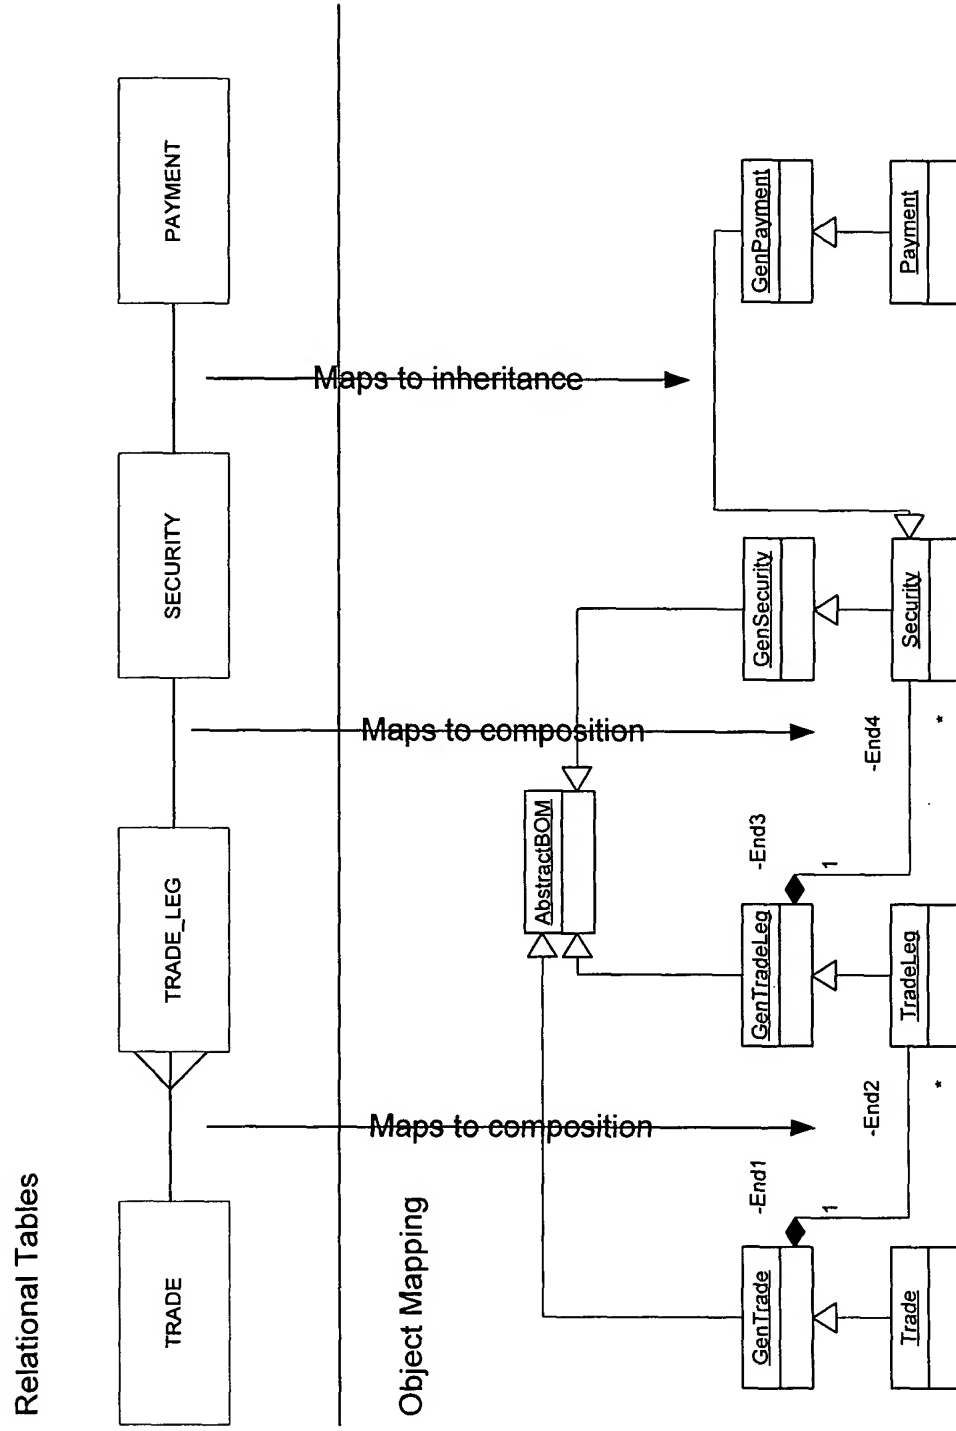 Relational Tables
TRADE
TRADE_LEG
SECURITY
PAYMENT
Object Mapping
Maps to composition
Maps to composition
Maps to inheritance
AbstractBOM
GenTrade
-End1
1
GenTradeLeg
-End3
1
GenSecurity
GenPayment
Trade
-End2
*
TradeLeg
-End4
*
Security
Payment